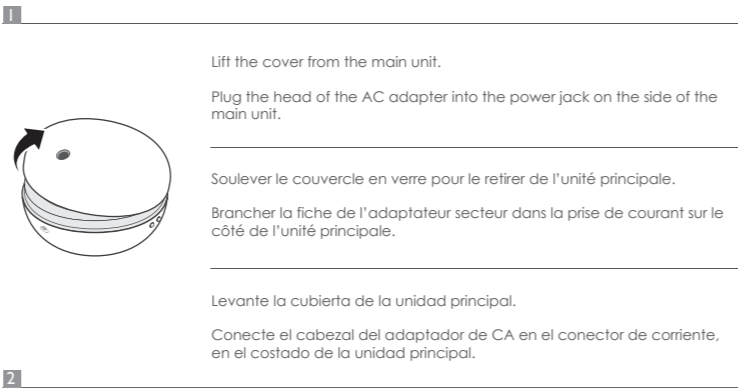 1
Lift the cover from the main unit.
Plug the head of the AC adapter into the power jack on the side of the
main unit.
Soulever le couvercle en verre pour le retirer de l'unité principale.
Brancher la fiche de l'adaptateur secteur dans la prise de courant sur le
côté de l'unité principale.
Levante la cubierta de la unidad principal.
Conecte el cabezal del adaptador de CA en el conector de corriente,
en el costado de la unidad principal.
2